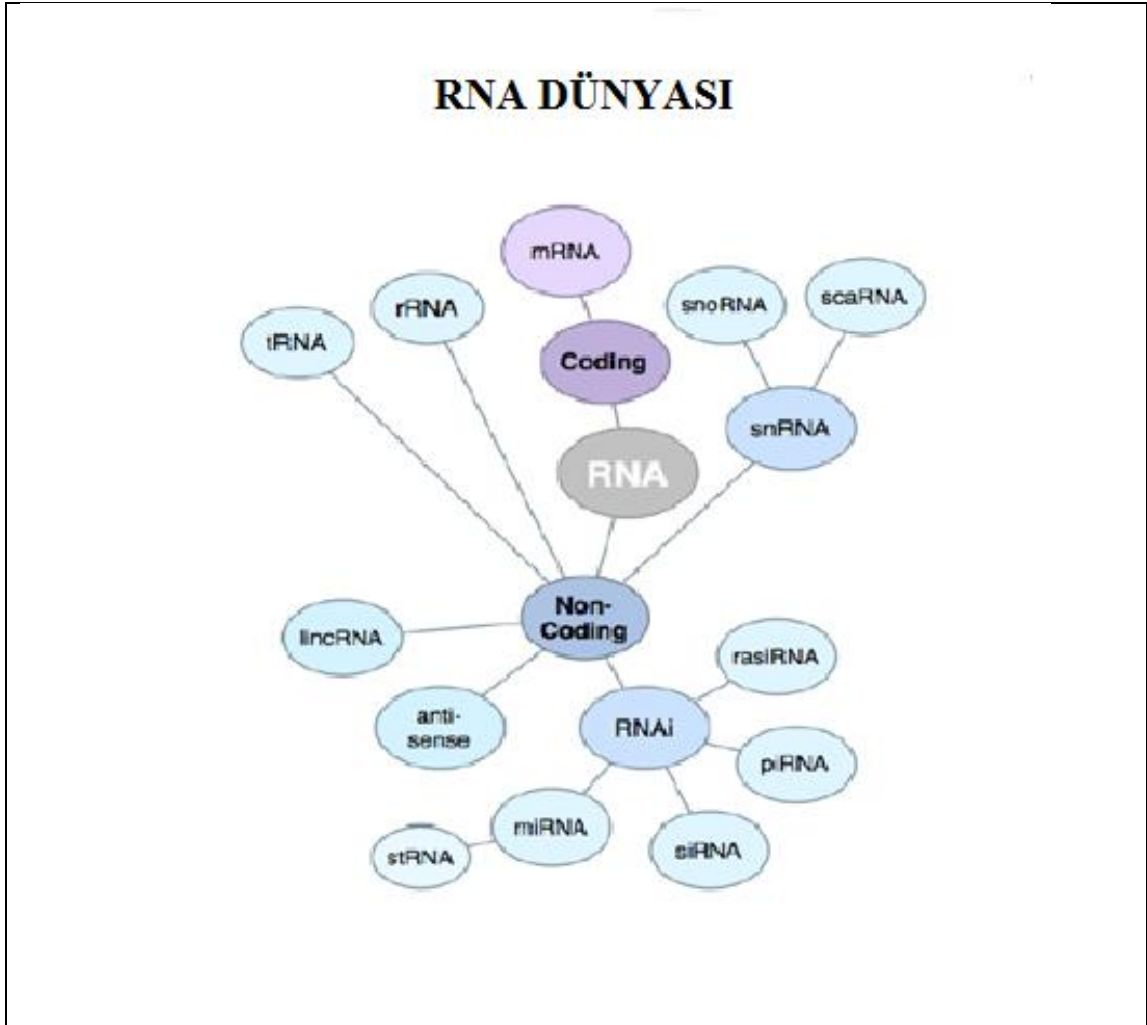 RNA DÜNYASI
mRNA
snoRNA
scaRNA
rRNA
tRNA
Coding
snRNA
RNA
Non-
Coding
lincRNA
rasiRNA
anti-
sense
RNAi
piRNA
miRNA
siRNA
stRNA